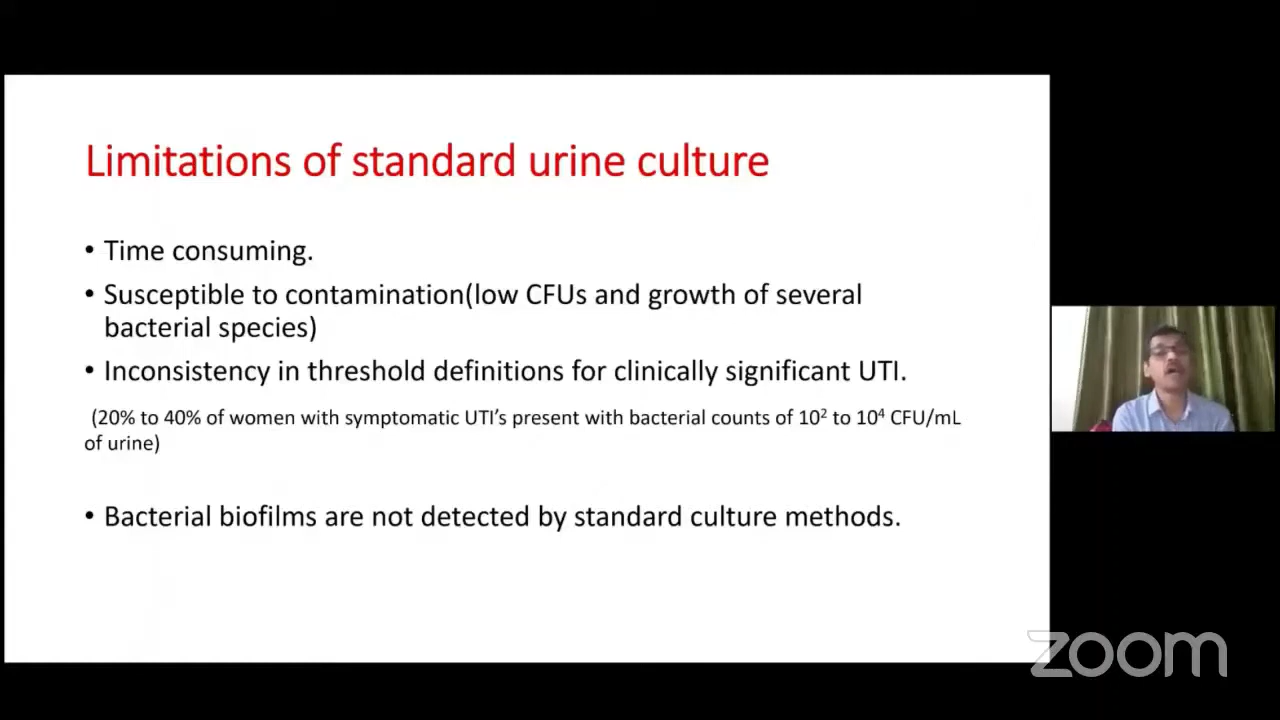 Limitations of standard urine culture
• Time consuming.
• Susceptible to contamination(low CFUs and growth of several
bacterial species)
• Inconsistency in threshold definitions for clinically significant UTI.
(20% to 40% of women with symptomatic UTI's present with bacterial counts of 10² to 10⁴ CFU/mL
of urine)
• Bacterial biofilms are not detected by standard culture methods.
zoom